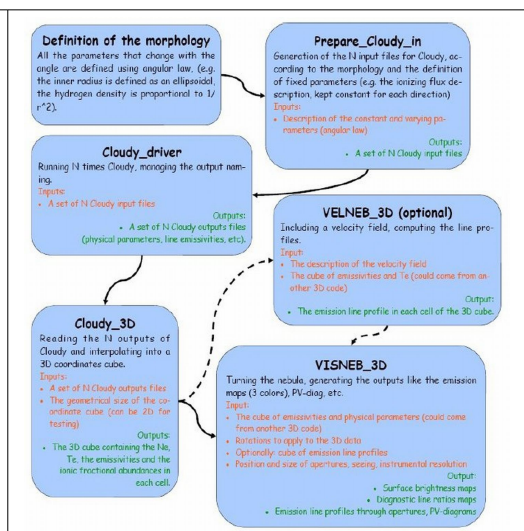 Definition of the morphology
All the parameters that change with the
angle are defined using angular law, (e.g.
the inner radius is defined as an ellipsoidal,
the hydrogen density is proportional to 1/
r^2).
Prepare_Cloudy_in
Generation of the N input files for Cloudy, ac-
cording to the morphology and the definition
of fixed parameters (e.g. the ionizing flux de-
scription, kept constant for each direction)
Inputs:
• Description of the constant and varying pa-
rameters (angular law)
Outputs:
• A set of N Cloudy input files
Cloudy_driver
Running N times Cloudy, managing the output nam-
ing.
Inputs:
• A set of N Cloudy input files
Outputs:
• A set of N Cloudy outputs files
(physical parameters, line emissivities, etc).
VELNEB_3D (optional)
Including a velocity field, computing the line pro-
files.
Input:
• The description of the velocity field
• The cube of emissivities and Te (could come from an-
other 3D code)
Output:
• The emission line profile in each cell of the 3D cube.
Cloudy_3D
Reading the N outputs of
Cloudy and interpolating into a
3D coordinates cube.
Inputs:
• A set of N Cloudy outputs files
• The geometrical size of the co-
ordinate cube (can be 2D for
testing)
Outputs:
• The 3D cube containing the Ne,
Te, the emissivities and the
ionic fractional abundances in
each cell.
VISNEB_3D
Turning the nebula, generating the outputs like the emission
maps (3 colors), PV-diag, etc.
Input:
• The cube of emissivities and physical parameters (could come
from another 3D code)
• Rotations to apply to the 3D data
• Optionally: cube of emission line profiles
• Position and size of apertures, seeing, instrumental resolution
Output:
• Surface brightness maps
• Diagnostic line ratios maps
• Emission line profiles through apertures, PV-diagrams